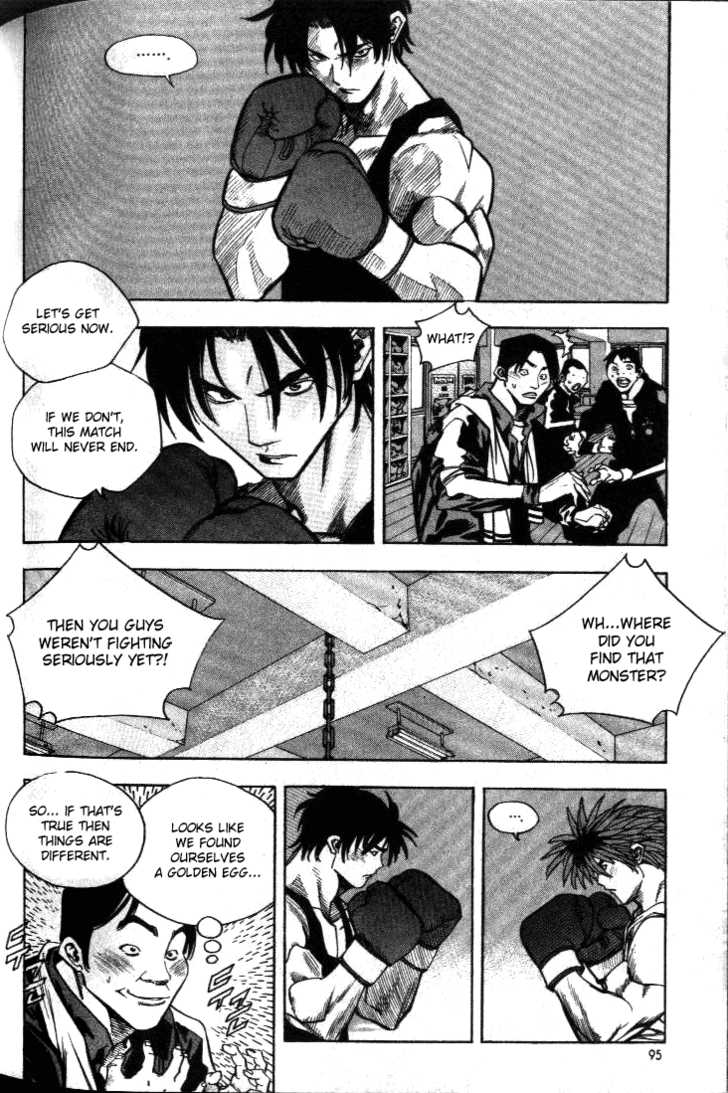 .......
LET'S GET
SERIOUS NOW.
IF WE DON'T,
THIS MATCH
WILL NEVER END.
WHAT!?
THEN YOU GUYS
WEREN'T FIGHTING
SERIOUSLY YET?!
WH...WHERE
DID YOU
FIND THAT
MONSTER?
SO... IF THAT'S
TRUE THEN
THINGS ARE
DIFFERENT.
LOOKS LIKE
WE FOUND
OURSELVES
A GOLDEN EGG...
...
95